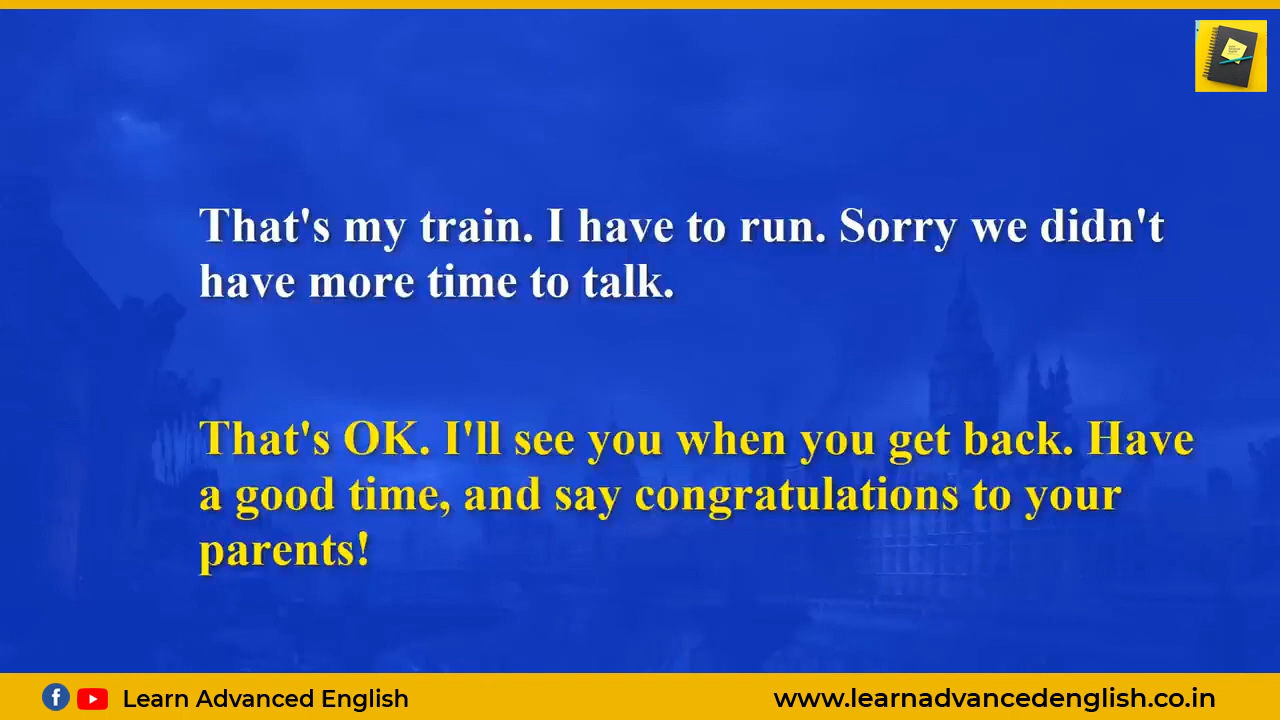 That's my train. I have to run. Sorry we didn't
have more time to talk.
That's OK. I'll see you when you get back. Have
a good time, and say congratulations to your
parents!
Learn Advanced English
www.learnadvancedenglish.co.in